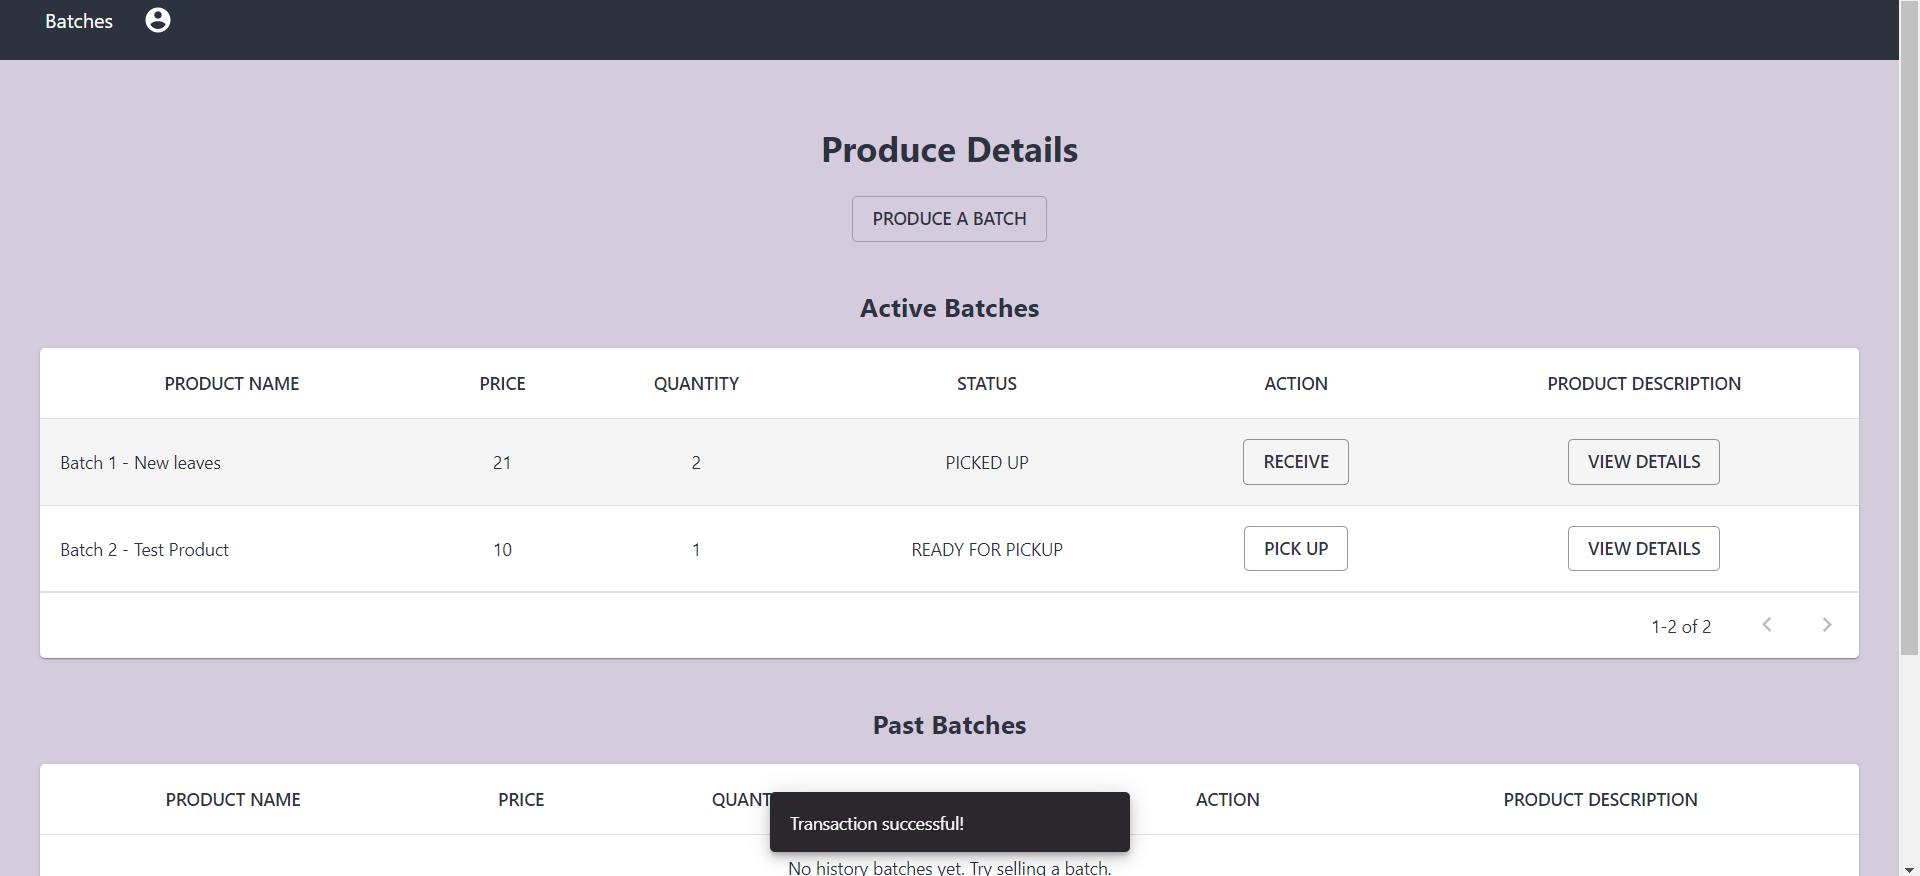 Batches
Produce Details
PRODUCE A BATCH
Active Batches
PRODUCT NAME PRICE QUANTITY STATUS ACTION PRODUCT DESCRIPTION
Batch 1 - New leaves 21 2 PICKED UP RECEIVE VIEW DETAILS
Batch 2 - Test Product 10 1 READY FOR PICKUP PICK UP VIEW DETAILS
1-2 of 2
Past Batches
PRODUCT NAME PRICE QUANT ACTION PRODUCT DESCRIPTION
Transaction successful!
No history batches yet. Try selling a batch.